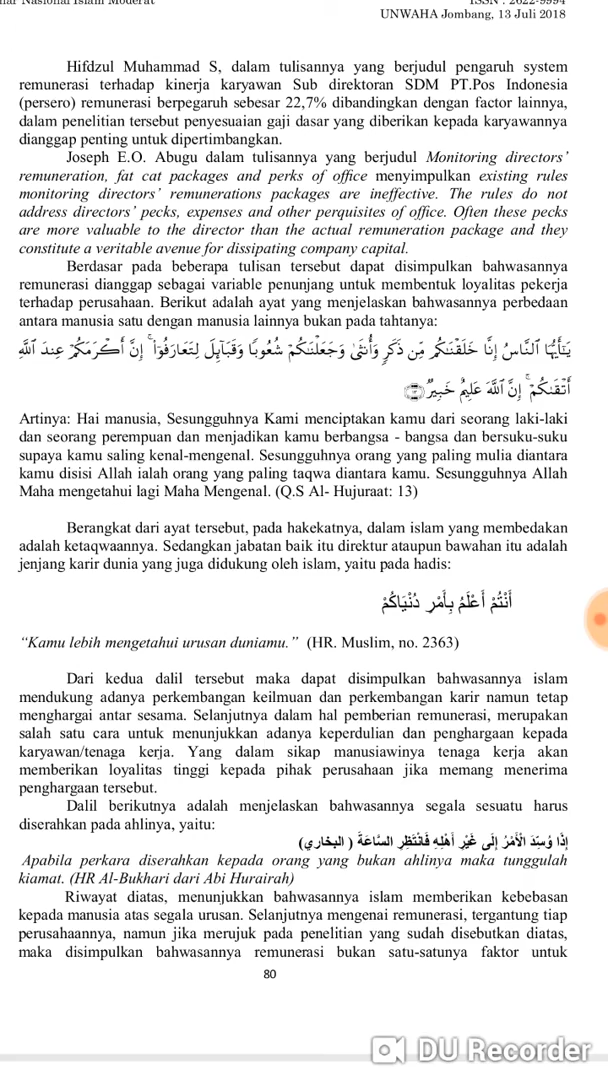 nar Nasional Islam Moderat
ISSN : 2622-9994
UNWAHA Jombang, 13 Juli 2018
Hifdzul Muhammad S, dalam tulisannya yang berjudul pengaruh system
remunerasi terhadap kinerja karyawan Sub direktoran SDM PT.Pos Indonesia
(persero) remunerasi berpegaruh sebesar 22,7% dibandingkan dengan factor lainnya,
dalam penelitian tersebut penyesuaian gaji dasar yang diberikan kepada karyawannya
dianggap penting untuk dipertimbangkan.
Joseph E.O. Abugu dalam tulisannya yang berjudul Monitoring directors’
remuneration, fat cat packages and perks of office menyimpulkan existing rules
monitoring directors’ remunerations packages are ineffective. The rules do not
address directors’ pecks, expenses and other perquisites of office. Often these pecks
are more valuable to the director than the actual remuneration package and they
constitute a veritable avenue for dissipating company capital.
Berdasar pada beberapa tulisan tersebut dapat disimpulkan bahwasannya
remunerasi dianggap sebagai variable penunjang untuk membentuk loyalitas pekerja
terhadap perusahaan. Berikut adalah ayat yang menjelaskan bahwasannya perbedaan
antara manusia satu dengan manusia lainnya bukan pada tahtanya:
يَـٰٓأَيُّهَا ٱلنَّاسُ إِنَّا خَلَقْنَـٰكُم مِّن ذَكَرٍ وَأُنثَىٰ وَجَعَلْنَـٰكُمْ شُعُوبًا وَقَبَآئِلَ لِتَعَارَفُوٓا۟ ۚ إِنَّ أَكْرَمَكُمْ عِندَ ٱللَّهِ
أَتْقَىٰكُمْ ۚ إِنَّ ٱللَّهَ عَلِيمٌ خَبِيرٌ ﴿١٣﴾
Artinya: Hai manusia, Sesungguhnya Kami menciptakan kamu dari seorang laki-laki
dan seorang perempuan dan menjadikan kamu berbangsa - bangsa dan bersuku-suku
supaya kamu saling kenal-mengenal. Sesungguhnya orang yang paling mulia diantara
kamu disisi Allah ialah orang yang paling taqwa diantara kamu. Sesungguhnya Allah
Maha mengetahui lagi Maha Mengenal. (Q.S Al- Hujuraat: 13)
Berangkat dari ayat tersebut, pada hakekatnya, dalam islam yang membedakan
adalah ketaqwaannya. Sedangkan jabatan baik itu direktur ataupun bawahan itu adalah
jenjang karir dunia yang juga didukung oleh islam, yaitu pada hadis:
أَنْتُمْ أَعْلَمُ بِأَمْرِ دُنْيَاكُمْ
“Kamu lebih mengetahui urusan duniamu.” (HR. Muslim, no. 2363)
Dari kedua dalil tersebut maka dapat disimpulkan bahwasannya islam
mendukung adanya perkembangan keilmuan dan perkembangan karir namun tetap
menghargai antar sesama. Selanjutnya dalam hal pemberian remunerasi, merupakan
salah satu cara untuk menunjukkan adanya keperdulian dan penghargaan kepada
karyawan/tenaga kerja. Yang dalam sikap manusiawinya tenaga kerja akan
memberikan loyalitas tinggi kepada pihak perusahaan jika memang menerima
penghargaan tersebut.
Dalil berikutnya adalah menjelaskan bahwasannya segala sesuatu harus
diserahkan pada ahlinya, yaitu:
إِذَا وُسِّدَ الأَمْرُ إِلَى غَيْرِ أَهْلِهِ فَانْتَظِرِ السَّاعَةَ ( البخاري)
Apabila perkara diserahkan kepada orang yang bukan ahlinya maka tunggulah
kiamat. (HR Al-Bukhari dari Abi Hurairah)
Riwayat diatas, menunjukkan bahwasannya islam memberikan kebebasan
kepada manusia atas segala urusan. Selanjutnya mengenai remunerasi, tergantung tiap
perusahaannya, namun jika merujuk pada penelitian yang sudah disebutkan diatas,
maka disimpulkan bahwasannya remunerasi bukan satu-satunya faktor untuk
80
DU Recorder